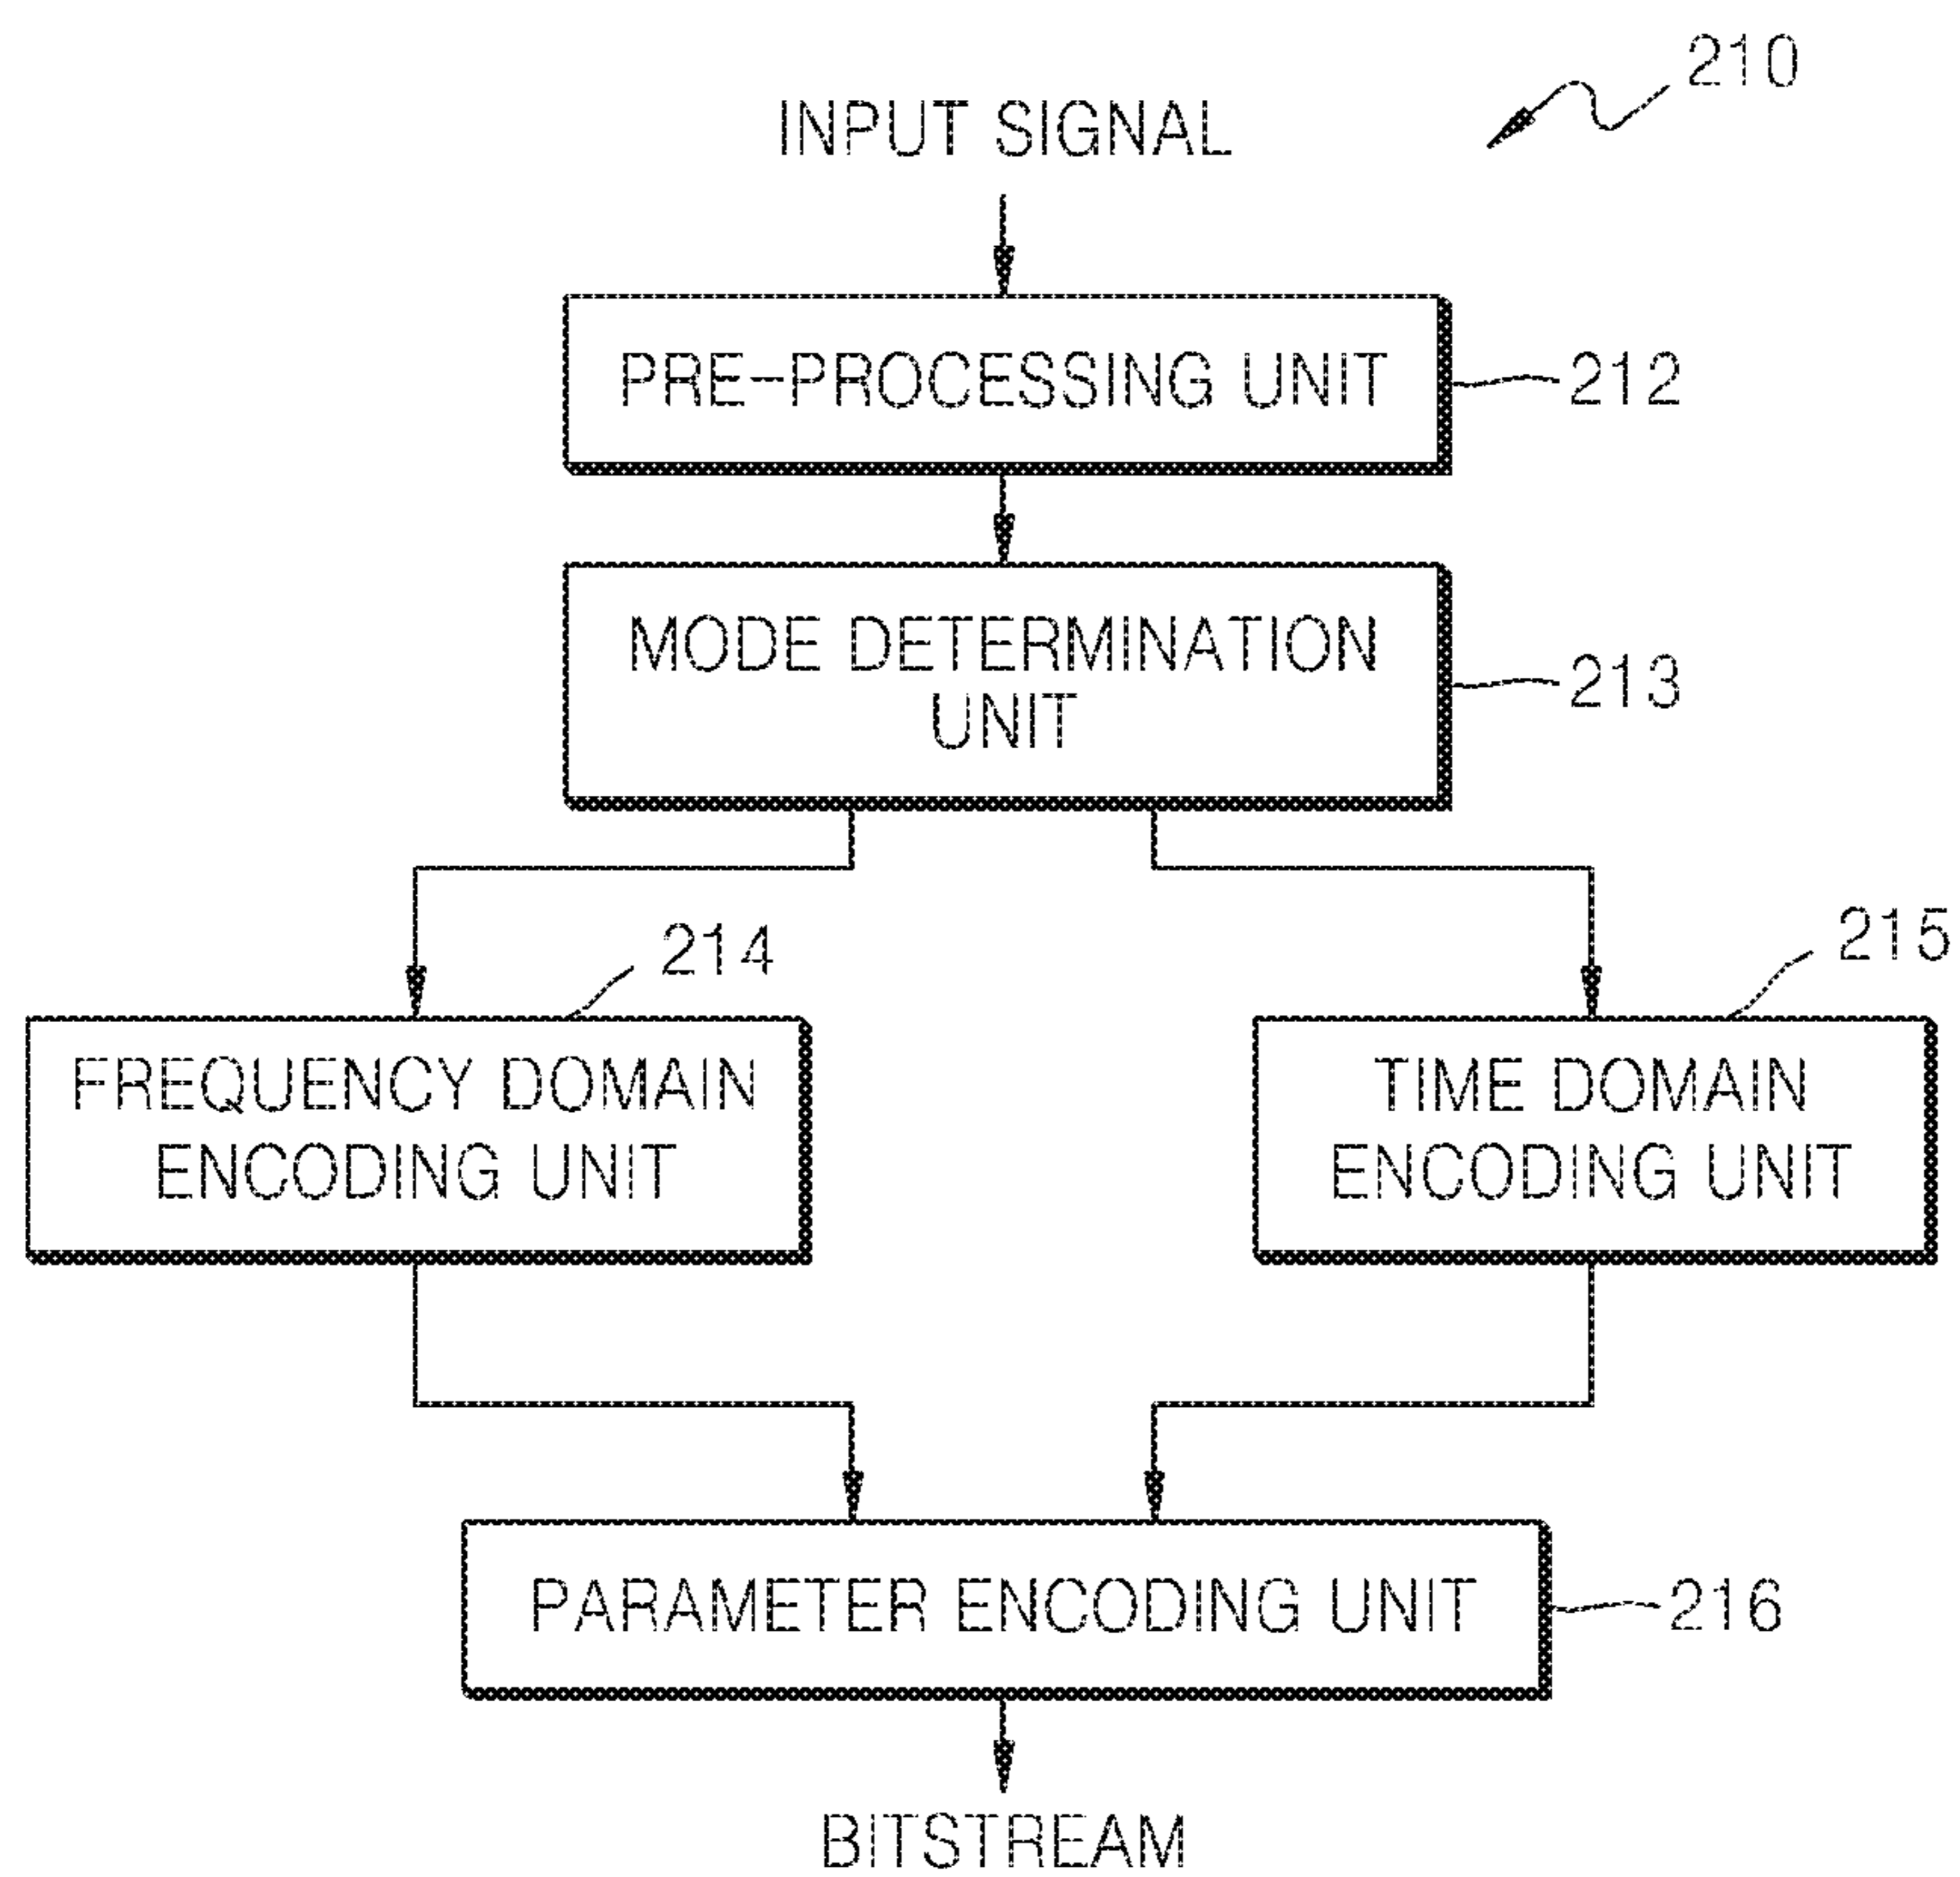 210
INPUT SIGNAL
PRE-PROCESSING UNIT
212
MODE DETERMINATION
UNIT
213
214
215
FREQUENCY DOMAIN
ENCODING UNIT
TIME DOMAIN
ENCODING UNIT
PARAMETER ENCODING UNIT
216
BITSTREAM